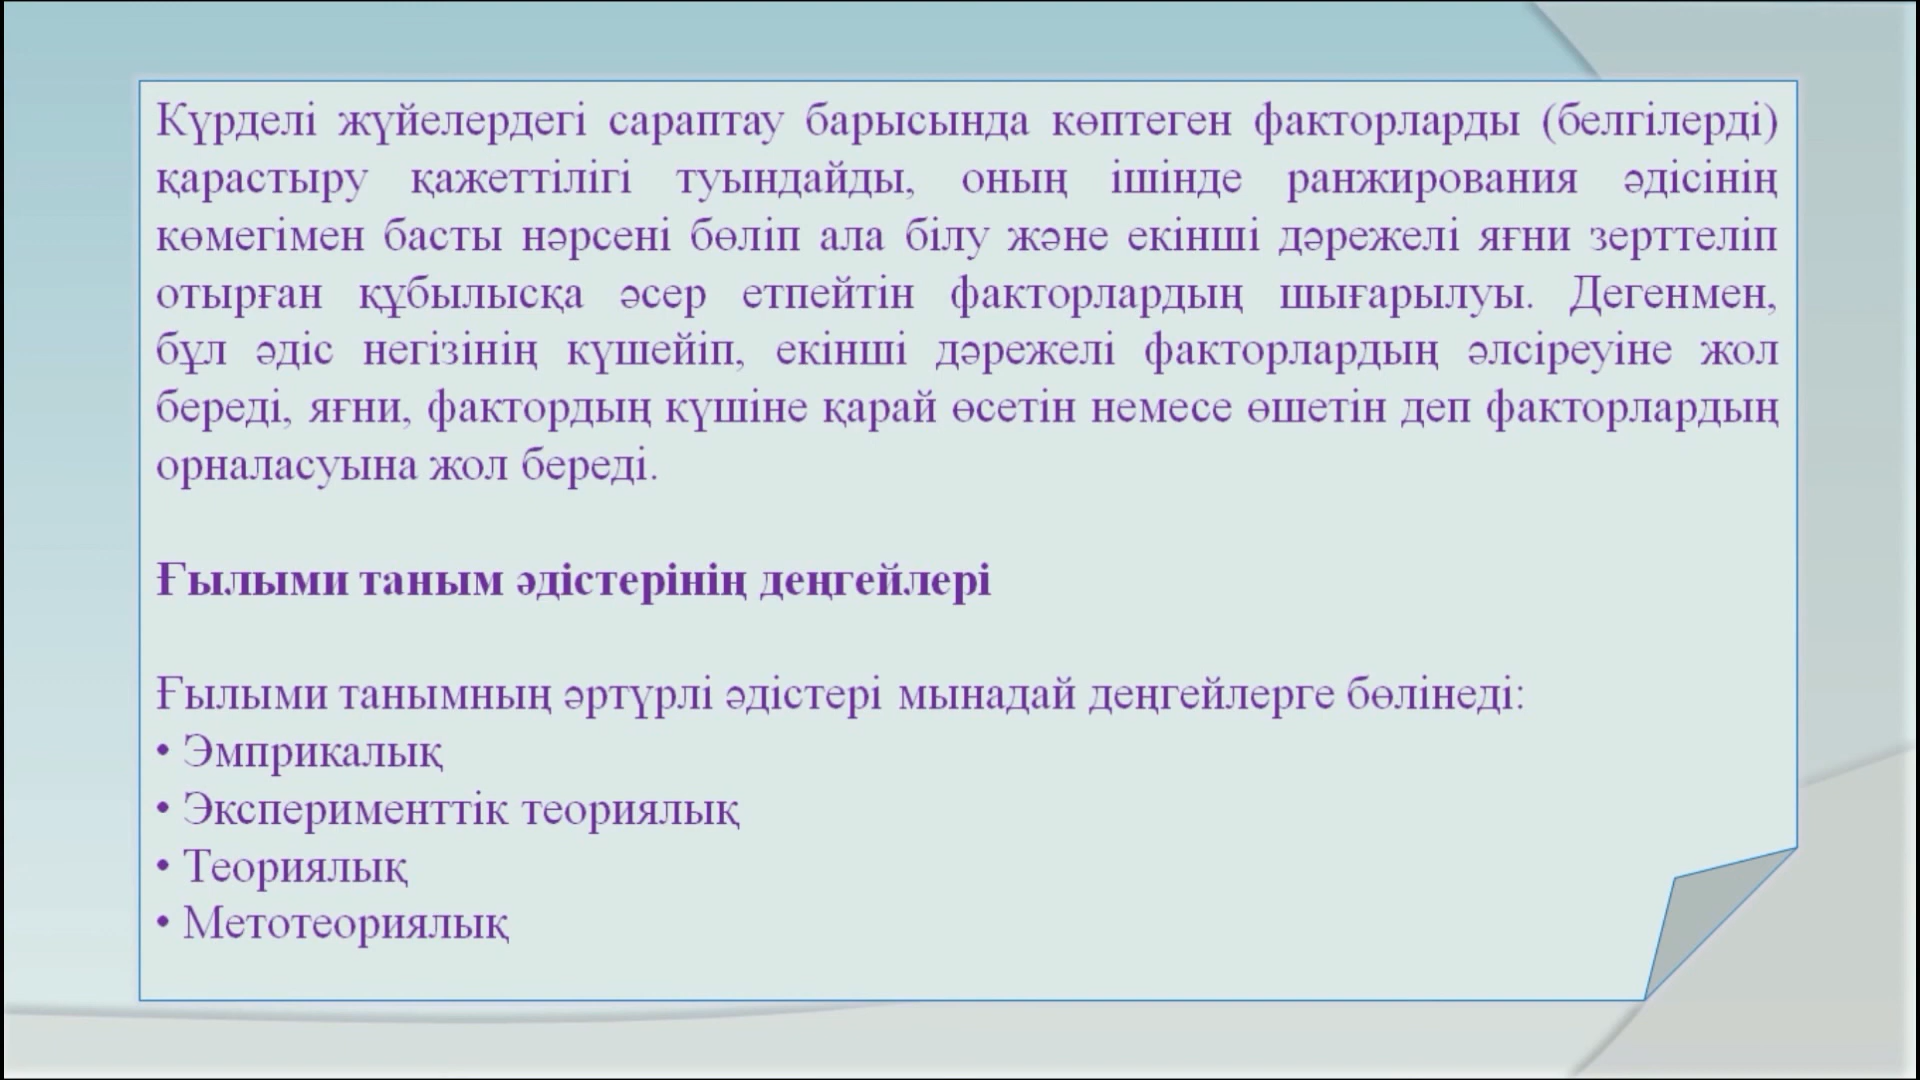 Күрделі жүйелердегі сараптау барысында көптеген факторларды (белгілерді)
қарастыру қажеттілігі туындайды, оның ішінде ранжирования әдісінің
көмегімен басты нәрсені бөліп ала білу және екінші дәрежелі яғни зерттеліп
отырған құбылысқа әсер етпейтін факторлардың шығарылуы. Дегенмен,
бұл әдіс негізінің күшейіп, екінші дәрежелі факторлардың әлсіреуіне жол
береді, яғни, фактордың күшіне қарай өсетін немесе өшетін деп факторлардың
орналасуына жол береді.
Ғылыми таным әдістерінің деңгейлері
Ғылыми танымның әртүрлі әдістері мынадай деңгейлерге бөлінеді:
• Эмприкалық
• Эксперименттік теориялық
• Теориялық
• Метотеориялық